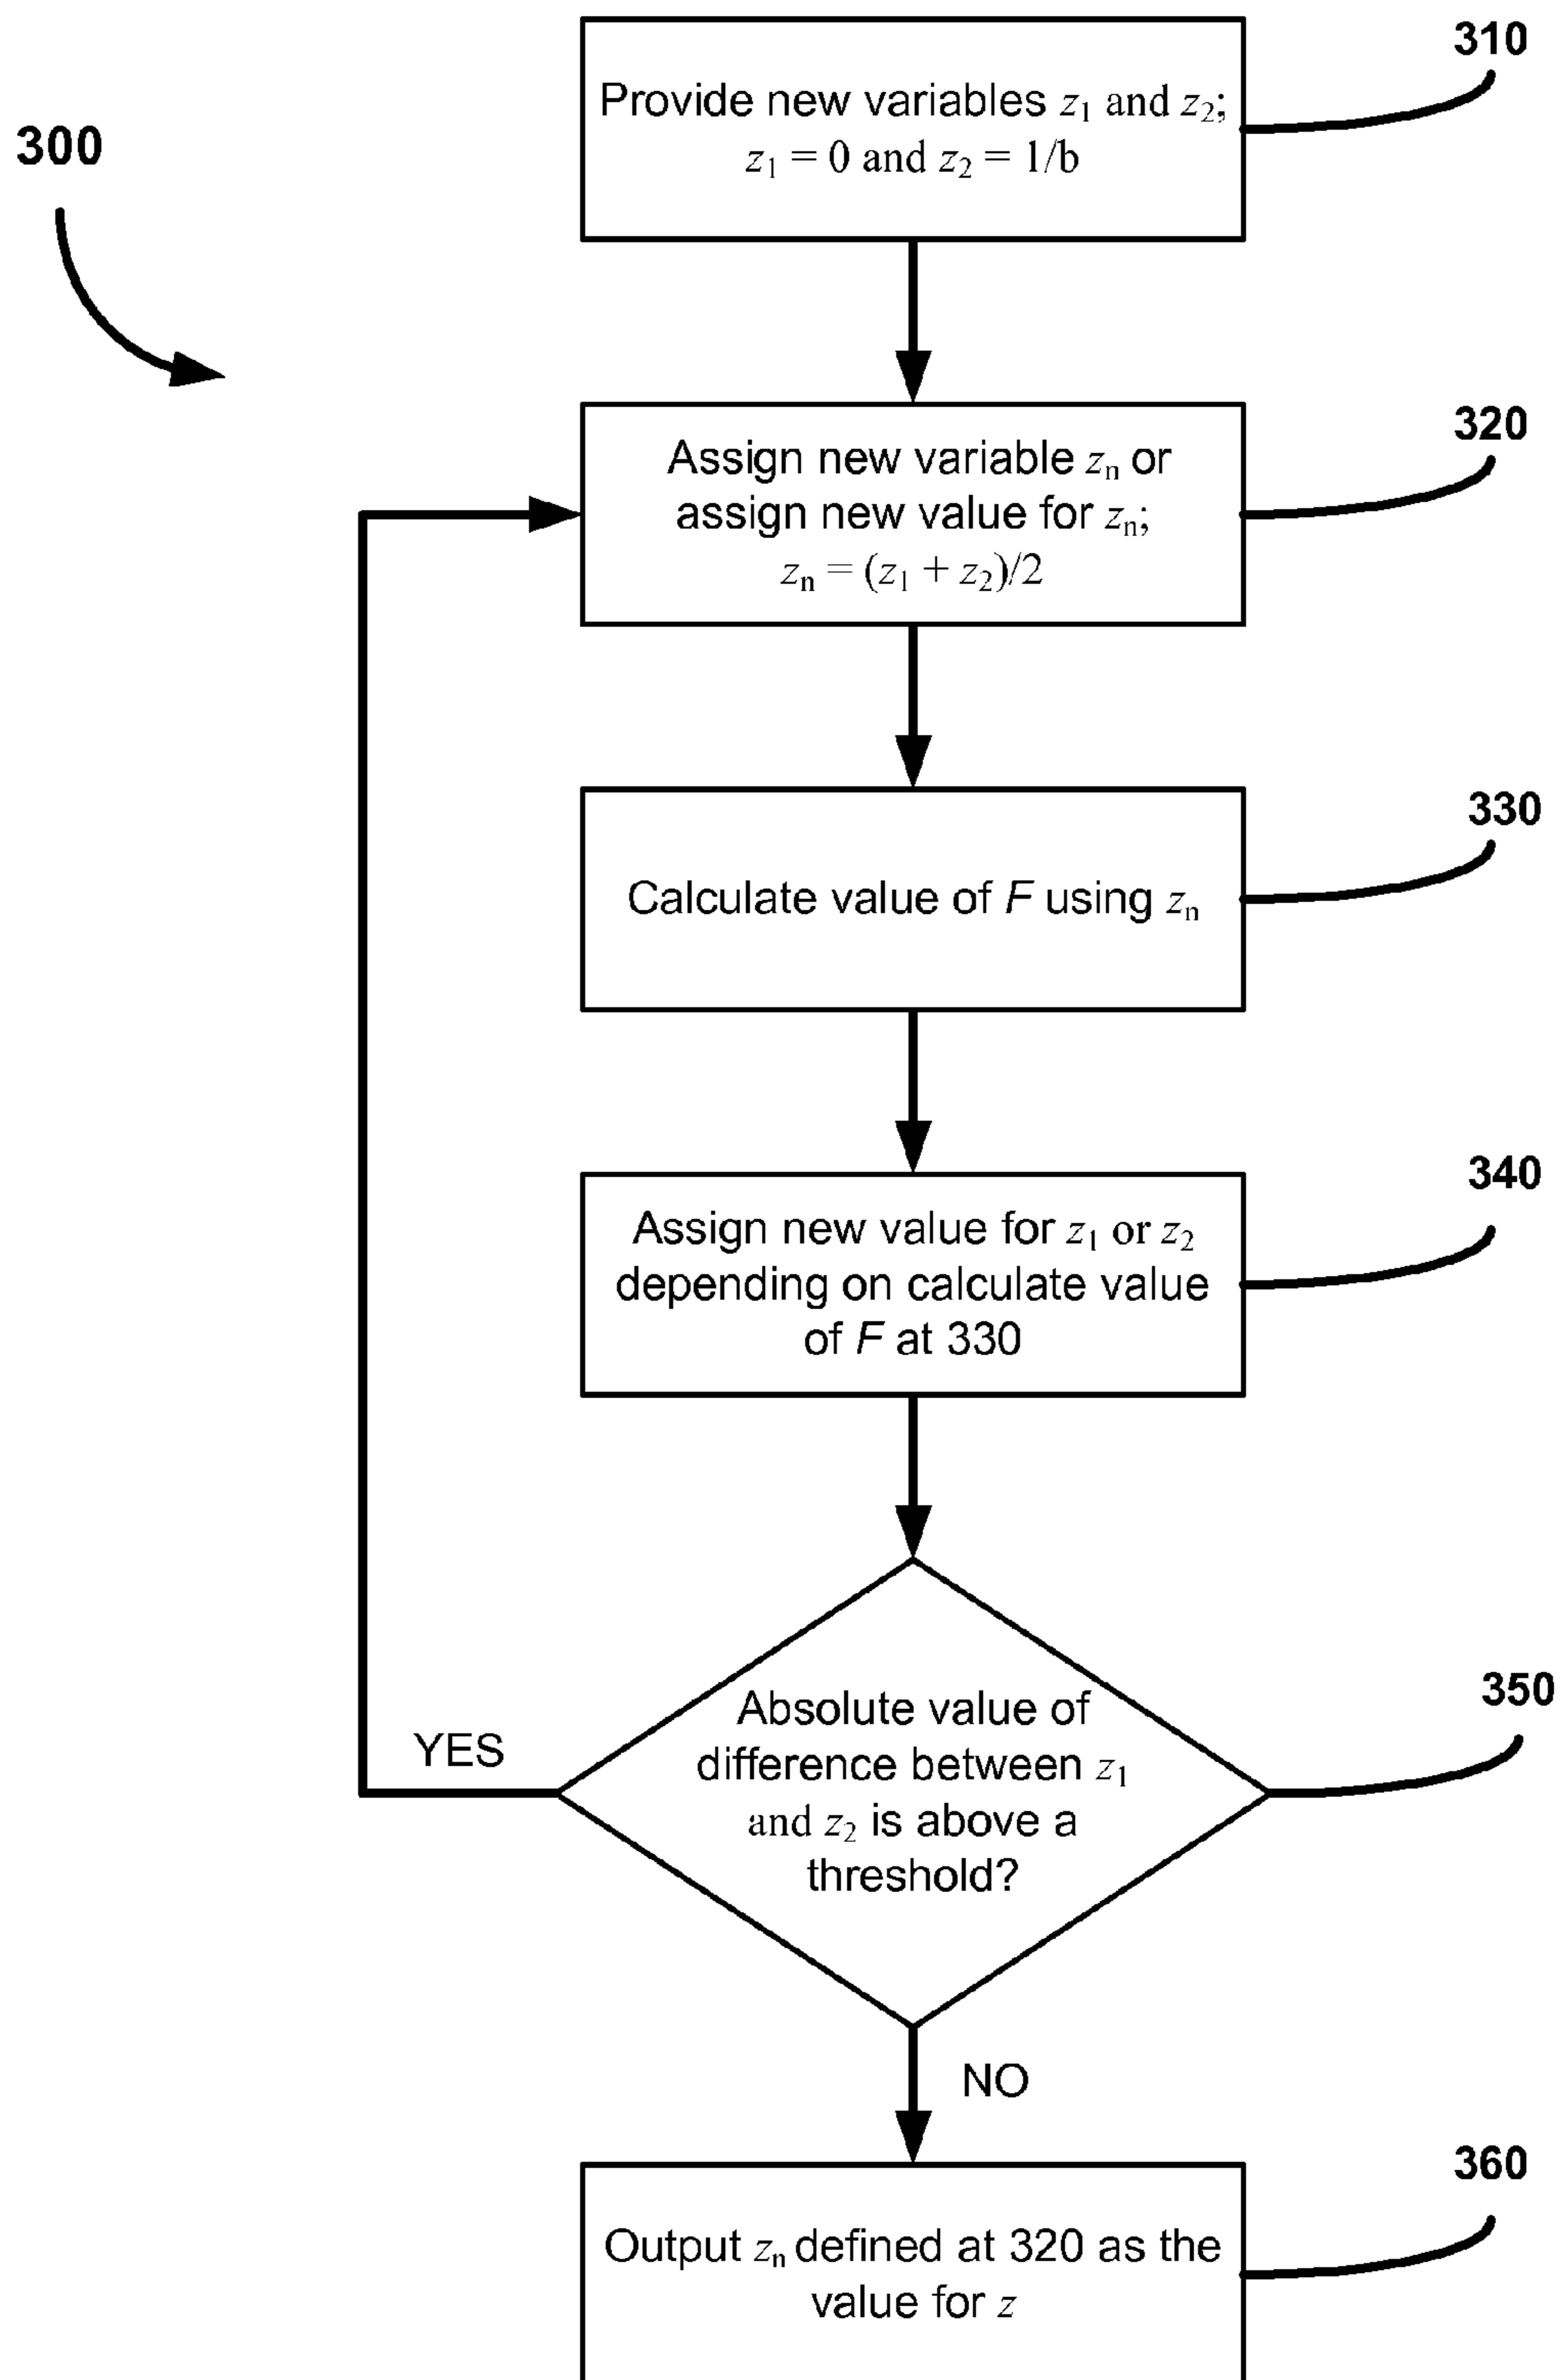 310
Provide new variables z₁ and z₂;
z₁ = 0 and z₂ = 1/b
300
320
Assign new variable zₙ or
assign new value for zₙ;
zₙ = (z₁ + z₂)/2
330
Calculate value of F using zₙ
340
Assign new value for z₁ or z₂
depending on calculate value
of F at 330
350
Absolute value of
difference between z₁
and z₂ is above a
threshold?
YES
NO
360
Output zₙ defined at 320 as the
value for z